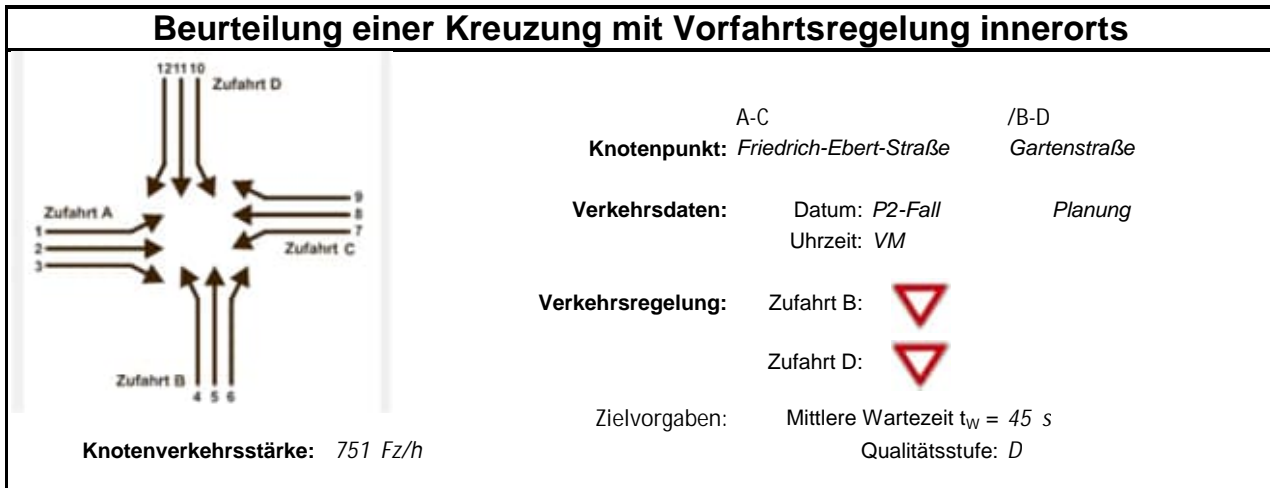 Beurteilung einer Kreuzung mit Vorfahrtsregelung innerorts
121110
Zufahrt D
Zufahrt A
1
2
3
9
8
7
Zufahrt C
Zufahrt B
4 5 6
A-C /B-D
Knotenpunkt: Friedrich-Ebert-Straße Gartenstraße
Verkehrsdaten: Datum: P2-Fall Planung
Uhrzeit: VM
Verkehrsregelung: Zufahrt B:
Zufahrt D:
Zielvorgaben: Mittlere Wartezeit tW = 45 s
Knotenverkehrsstärke: 751 Fz/h Qualitätsstufe: D